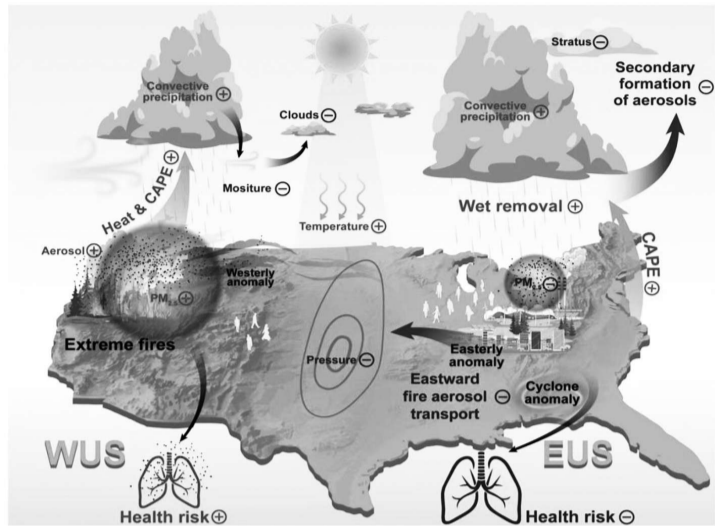 Stratus ⊖
Convective
precipitation ⊕
Secondary
formation ⊖
of aerosols
Clouds ⊖
Convective
precipitation ⊕
Mositure ⊖
Heat & CAPE ⊕
Wet removal ⊕
Temperature ⊕
Aerosol ⊕
CAPE ⊕
Westerly
anomaly
PM2.5 ⊕
PM2.5 ⊖
Extreme fires
Pressure ⊖
Easterly
anomaly
Eastward
fire aerosol ⊖
transport
Cyclone
anomaly
WUS
EUS
Health risk ⊕
Health risk ⊖